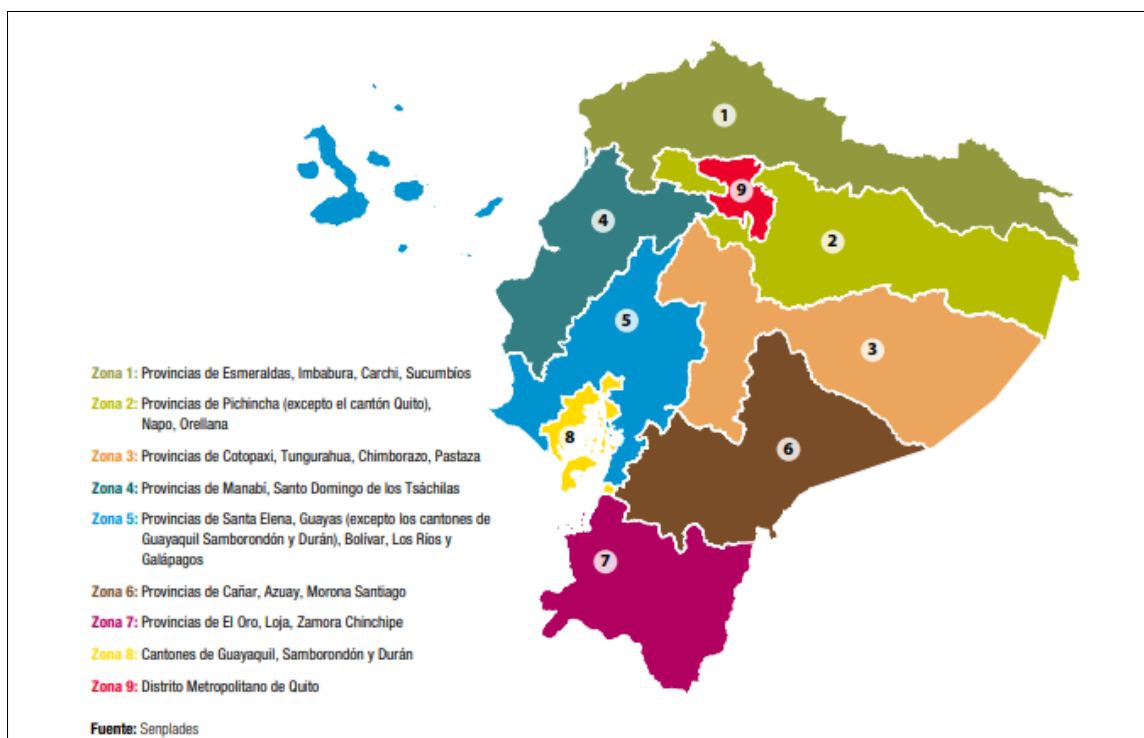 1
9
4
2
5
3
8
6
7
Zona 1: Provincias de Esmeraldas, Imbabura, Carchi, Sucumbíos
Zona 2: Provincias de Pichincha (excepto el cantón Quito),
Napo, Orellana
Zona 3: Provincias de Cotopaxi, Tungurahua, Chimborazo, Pastaza
Zona 4: Provincias de Manabí, Santo Domingo de los Tsáchilas
Zona 5: Provincias de Santa Elena, Guayas (excepto los cantones de
Guayaquil Samborondón y Durán), Bolívar, Los Ríos y
Galápagos
Zona 6: Provincias de Cañar, Azuay, Morona Santiago
Zona 7: Provincias de El Oro, Loja, Zamora Chinchipe
Zona 8: Cantones de Guayaquil, Samborondón y Durán
Zona 9: Distrito Metropolitano de Quito
Fuente: Senplades